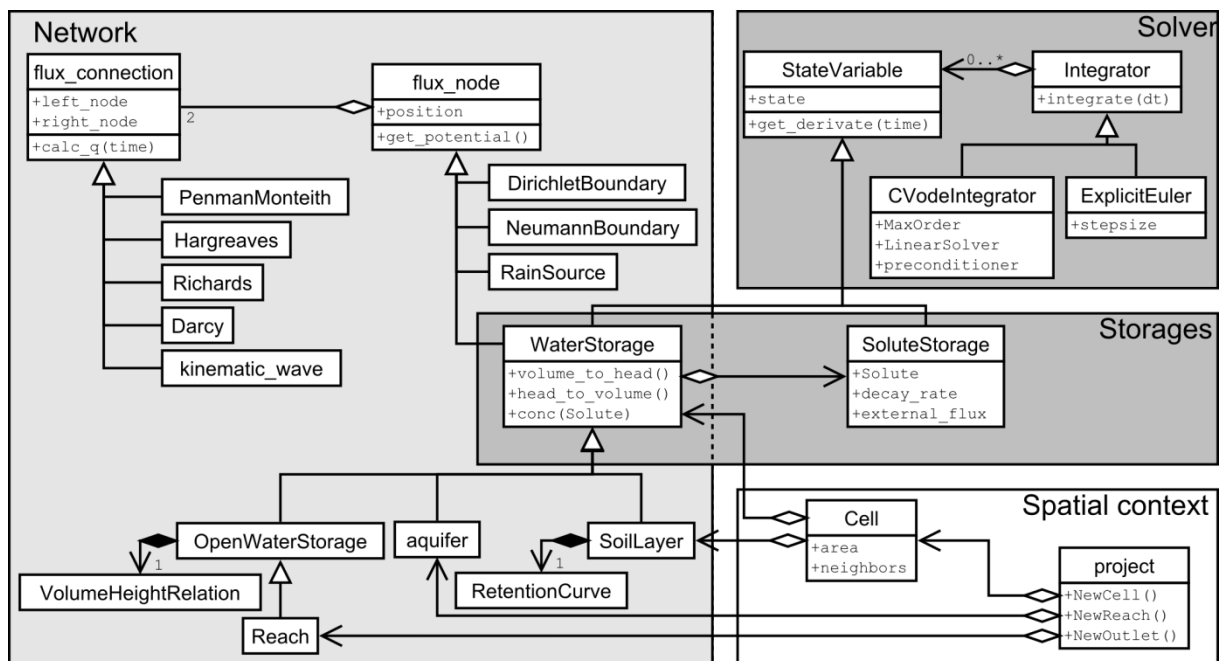 Network
flux_connection
+left_node
+right_node
+calc_q(time)
2
flux_node
+position
+get_potential()
PenmanMonteith
Hargreaves
Richards
Darcy
kinematic_wave
DirichletBoundary
NeumannBoundary
RainSource
Solver
StateVariable
+state
+get_derivate(time)
0..*
Integrator
+integrate(dt)
CVodeIntegrator
+MaxOrder
+LinearSolver
+preconditioner
ExplicitEuler
+stepsize
Storages
WaterStorage
+volume_to_head()
+head_to_volume()
+conc(Solute)
SoluteStorage
+Solute
+decay_rate
+external_flux
OpenWaterStorage
1
VolumeHeightRelation
Reach
aquifer
SoilLayer
1
RetentionCurve
Spatial context
Cell
+area
+neighbors
project
+NewCell()
+NewReach()
+NewOutlet()